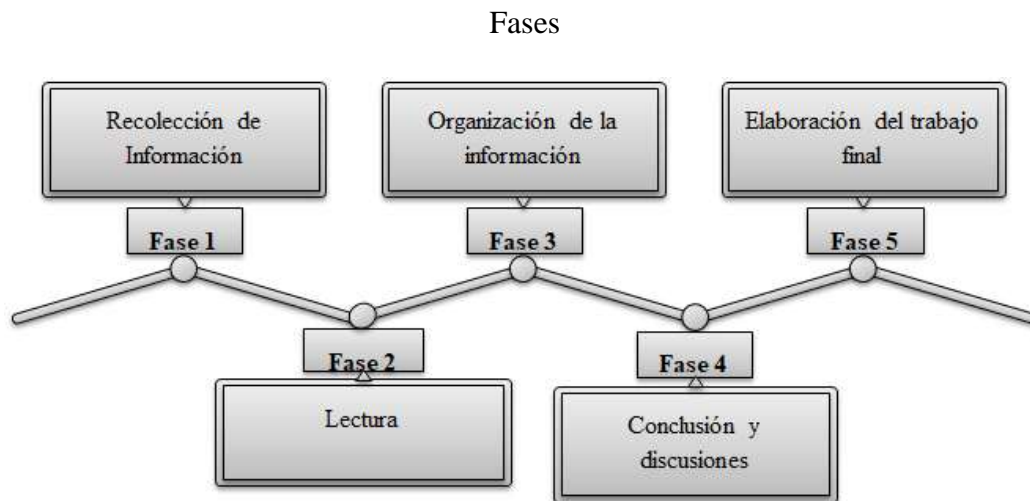 Fases
Recolección de
Información
Organización de la
información
Elaboración del trabajo
final
Fase 1
Fase 3
Fase 5
Fase 2
Fase 4
Lectura
Conclusión y
discusiones